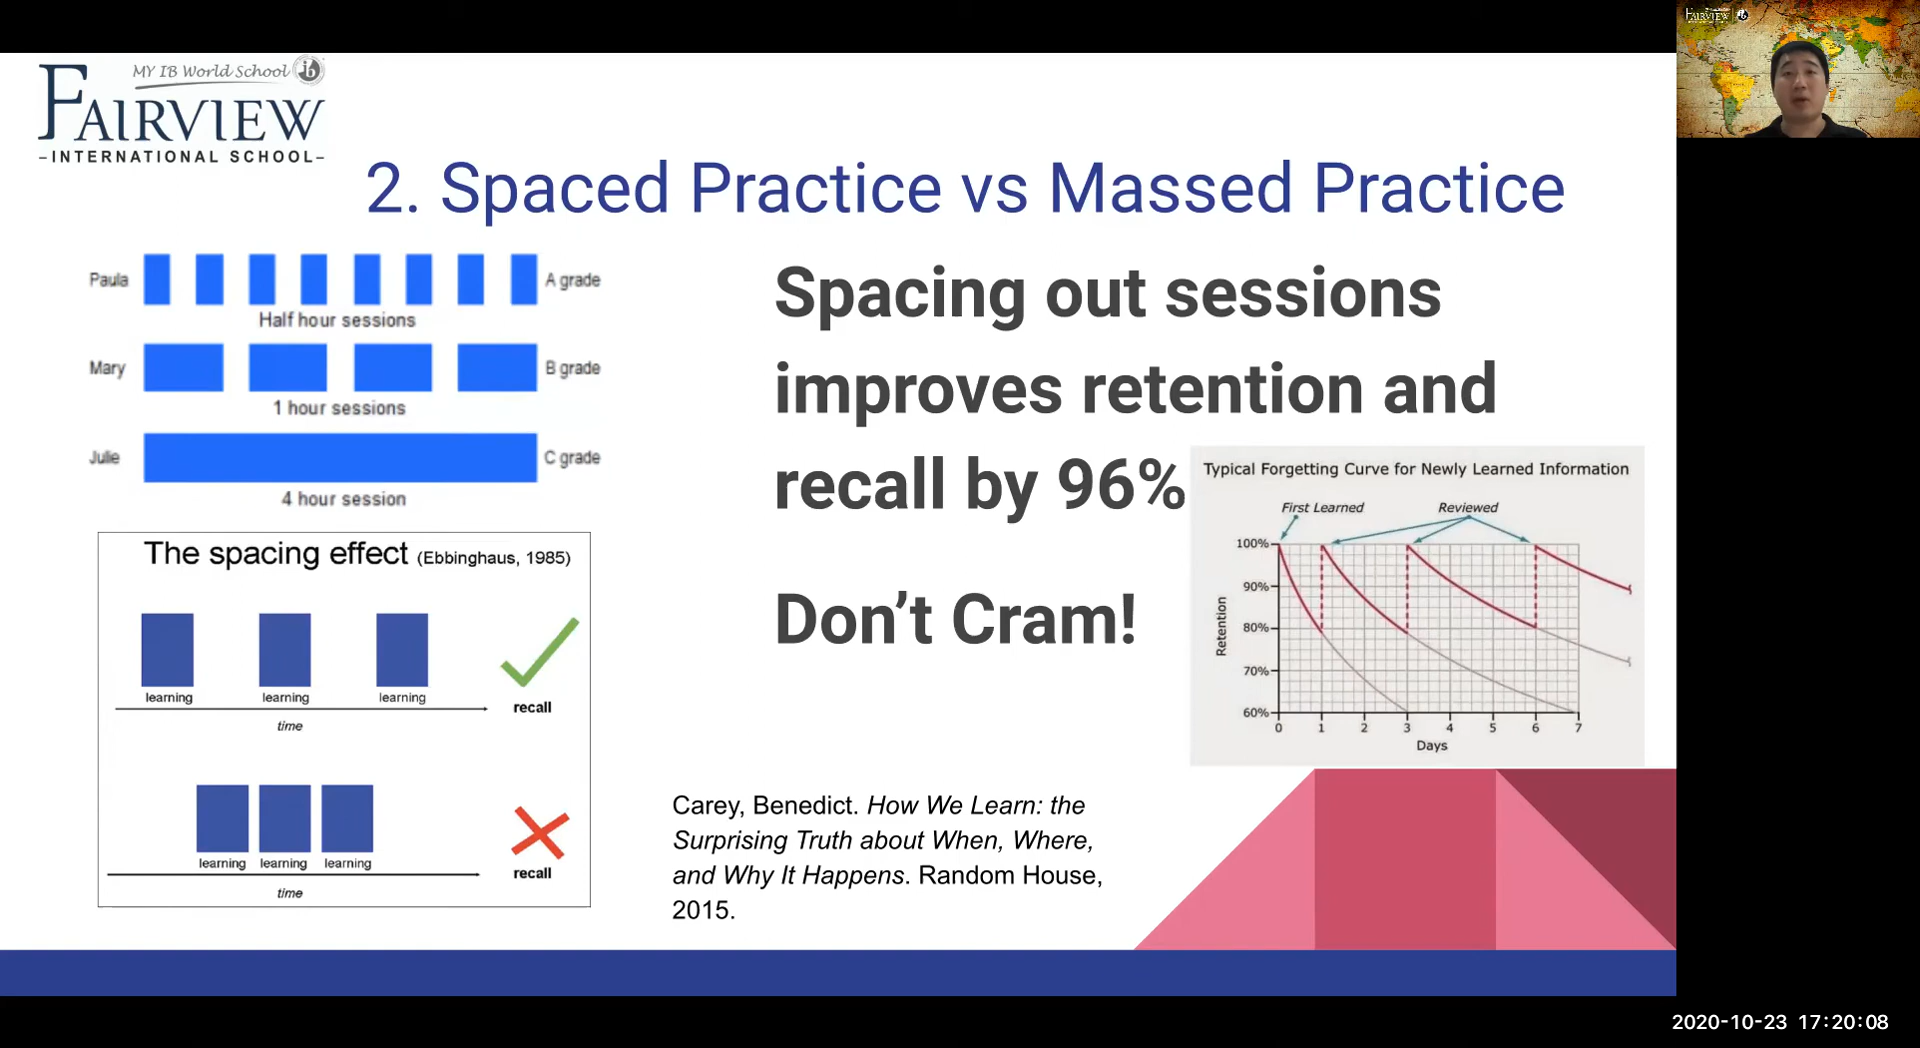 MY IB World School
ib
FAIRVIEW
-INTERNATIONAL SCHOOL-
FAIRVIEW
2. Spaced Practice vs Massed Practice
Paula
A grade
Half hour sessions
Mary
B grade
1 hour sessions
Julie
C grade
4 hour session
The spacing effect (Ebbinghaus, 1985)
learning learning learning
recall
time
learning learning learning
recall
time
Spacing out sessions
improves retention and
recall by 96%
Don't Cram!
Typical Forgetting Curve for Newly Learned Information
First Learned Reviewed
100%
90%
80%
70%
60%
Retention
0 1 2 3 4 5 6 7
Days
Carey, Benedict. How We Learn: the
Surprising Truth about When, Where,
and Why It Happens. Random House,
2015.
2020-10-23 17:20:08